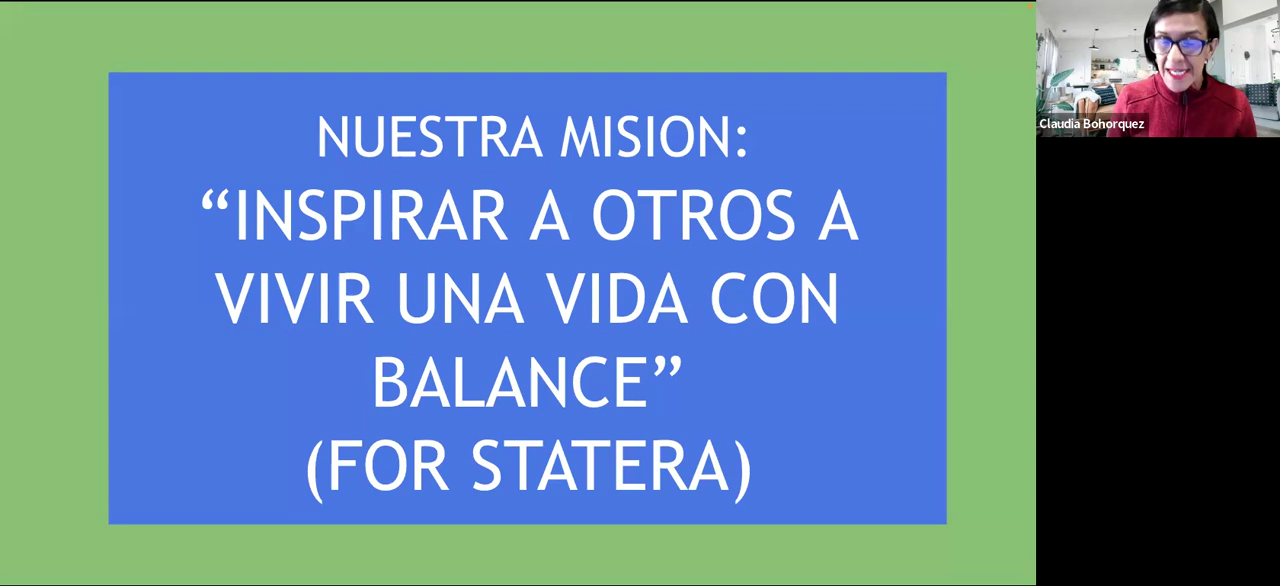 NUESTRA MISION:
“INSPIRAR A OTROS A
VIVIR UNA VIDA CON
BALANCE”
(FOR STATERA)
Claudia Bohorquez